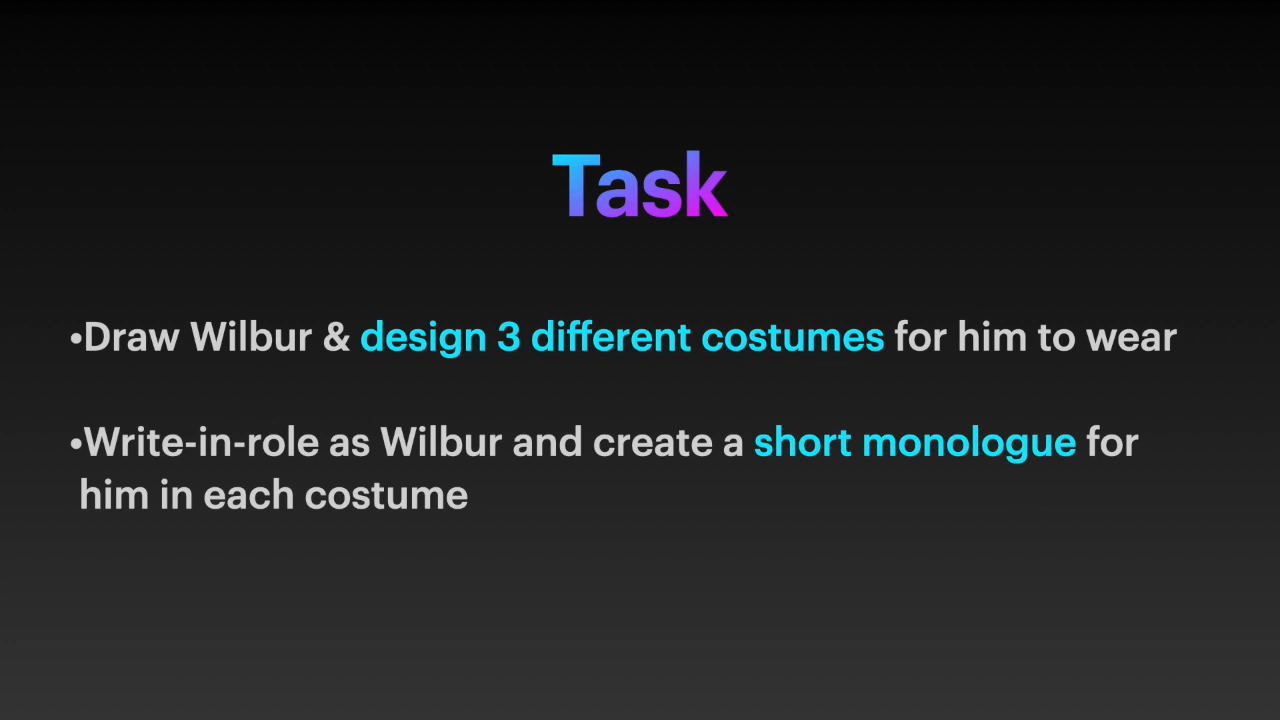 Task
•Draw Wilbur & design 3 different costumes for him to wear
•Write-in-role as Wilbur and create a short monologue for
him in each costume